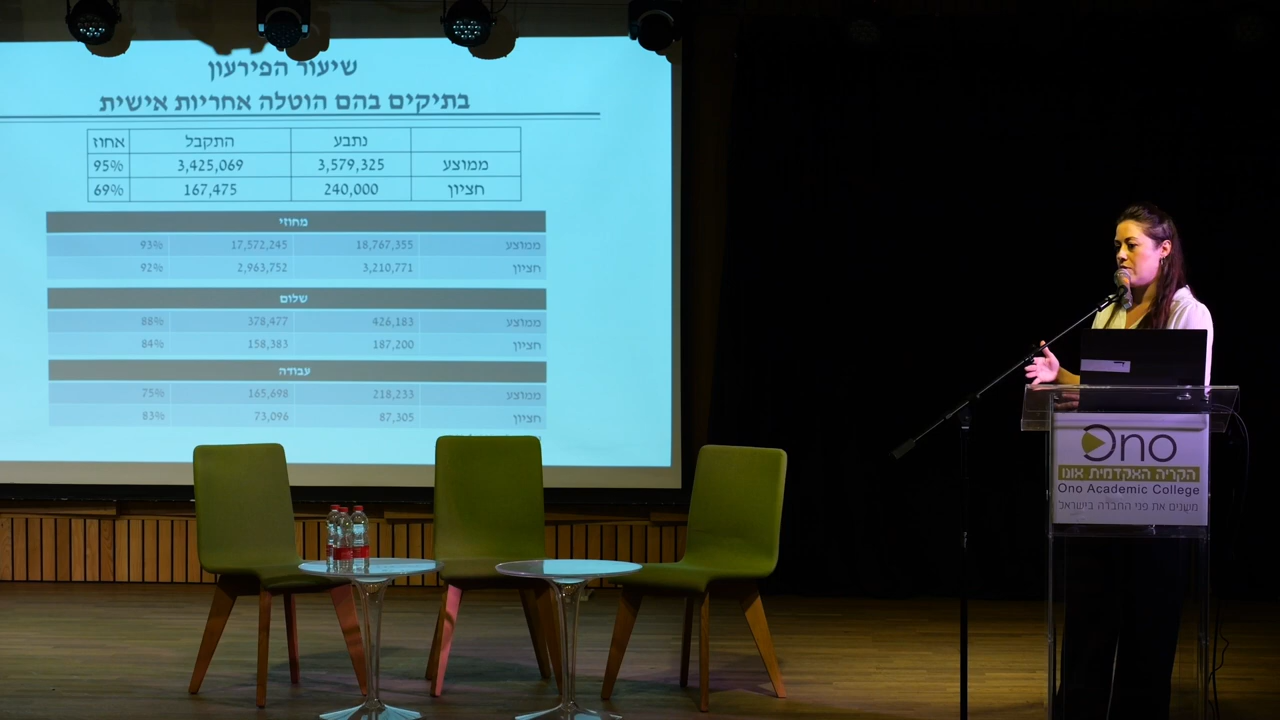 שיעור הפירעון
בתיקים בהם הוטלה אחריות אישית
נתבע התקבל אחוז
ממוצע 3,579,325 3,425,069 95%
חציון 240,000 167,475 69%
מחוזי
ממוצע 18,767,355 17,572,245 93%
חציון 3,210,771 2,963,752 92%
שלום
ממוצע 426,183 378,477 88%
חציון 187,200 158,383 84%
עבודה
ממוצע 218,233 165,698 75%
חציון 87,305 73,096 83%
Ono
הקריה האקדמית אונו
Ono Academic College
משנים את פני החברה בישראל